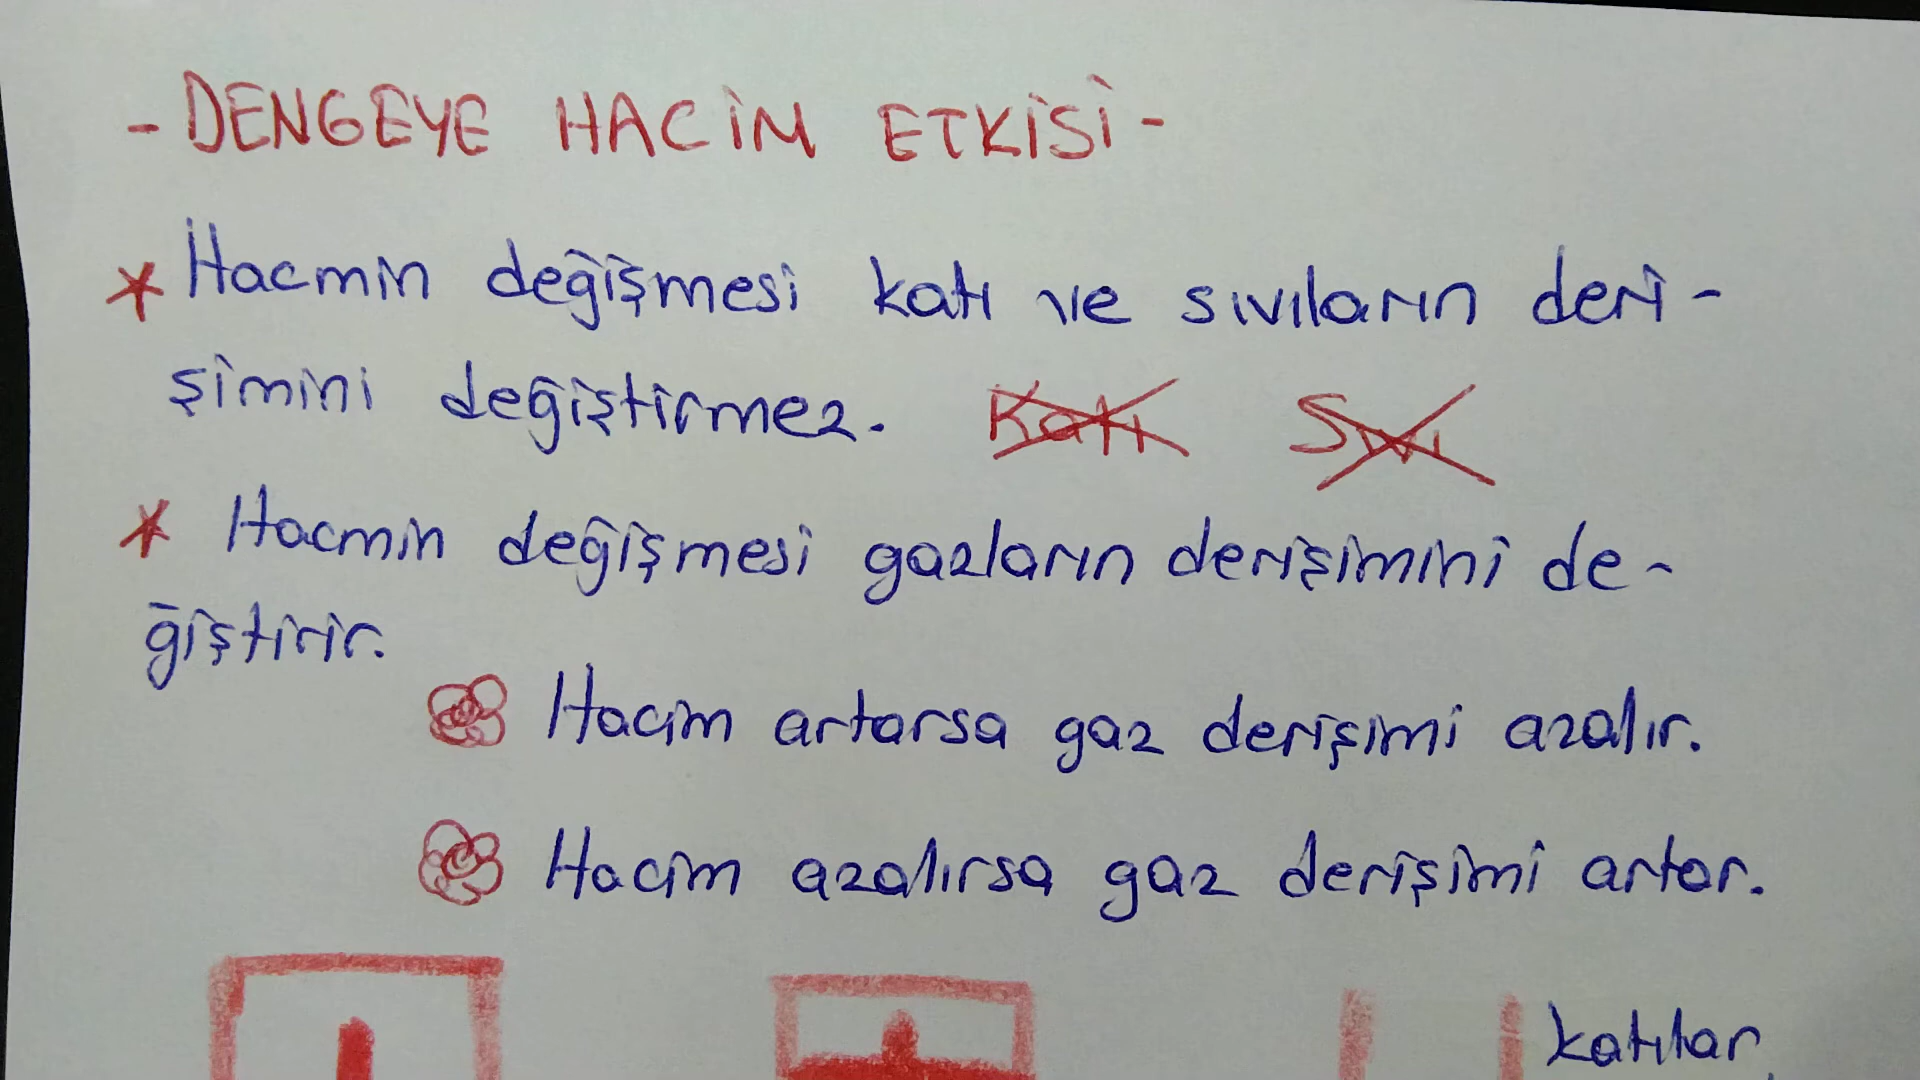 - DENGEYE HACİM ETKİSİ -
* Hacmin değişmesi katı ve sıvıların deri-
şimini değiştirmez. Katı Sıvı
* Hacmin değişmesi gazların derişimini de-
ğiştirir.
Hacim artarsa gaz derişimi azalır.
Hacim azalırsa gaz derişimi artar.
katılar,